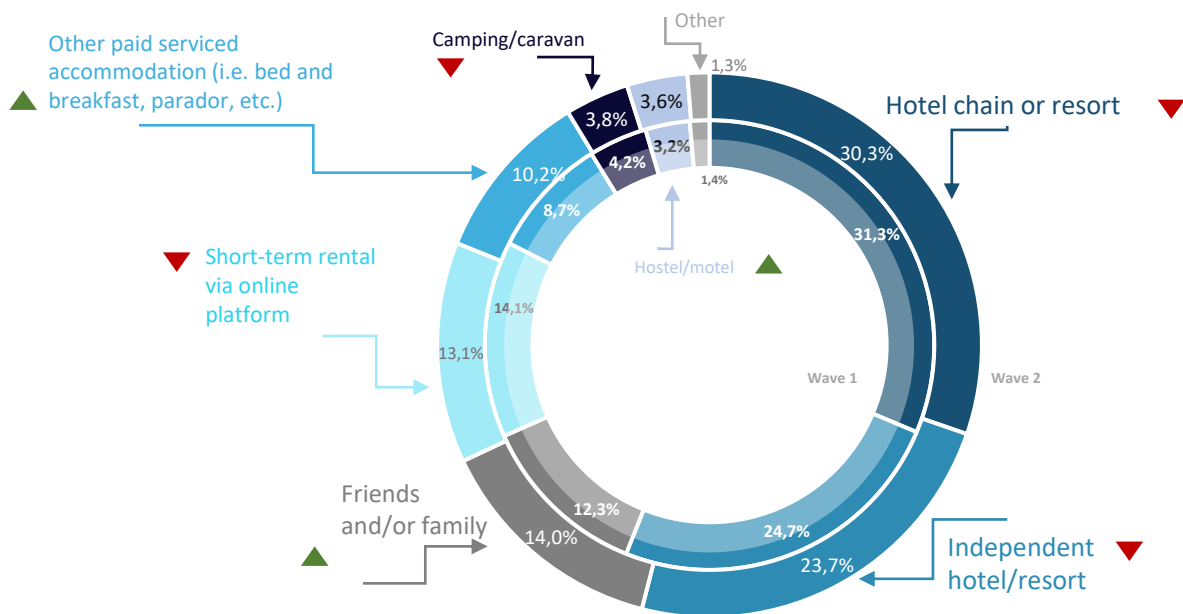 Other
Camping/caravan
Other paid serviced
accommodation (i.e. bed and
breakfast, parador, etc.)
1,3%
3,6%
3,8%
Hotel chain or resort
30,3%
10,2%
4,2%
3,2%
1,4%
8,7%
31,3%
Short-term rental
via online
platform
Hostel/motel
14,1%
13,1%
Wave 1
Wave 2
Friends
and/or family
12,3%
14,0%
24,7%
23,7%
Independent
hotel/resort